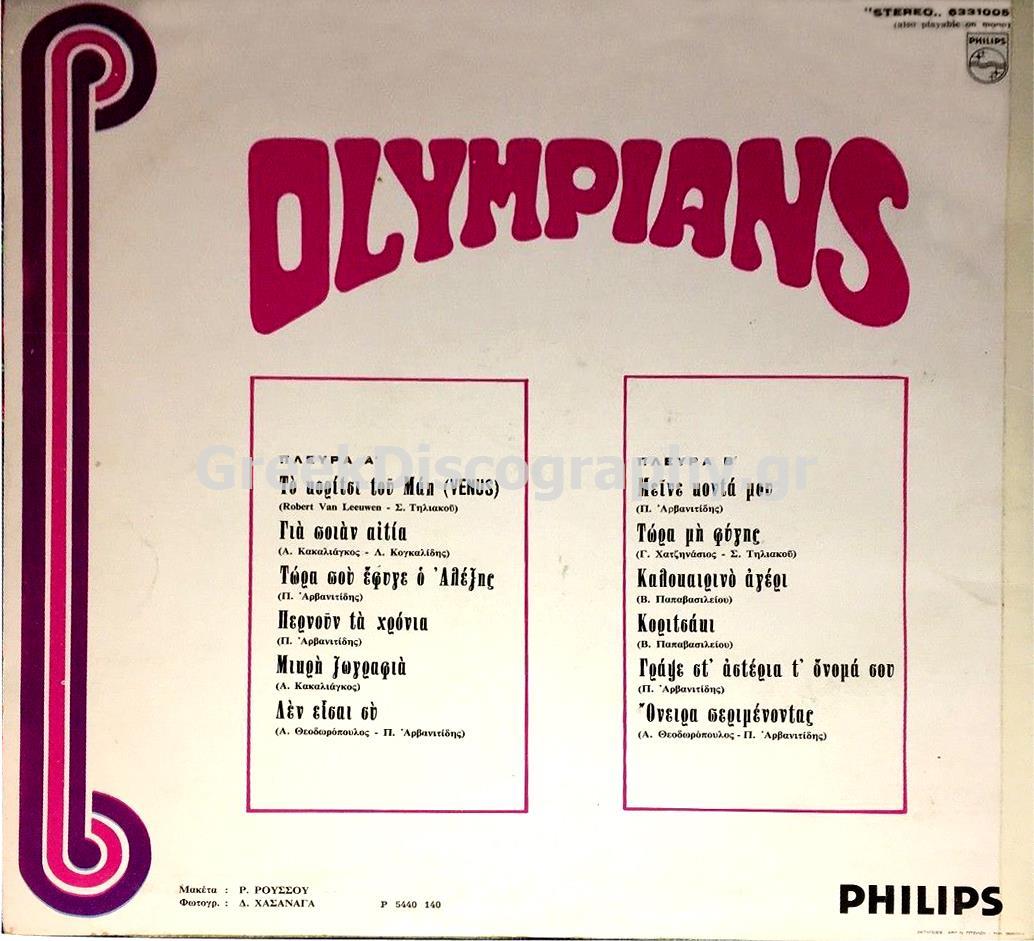 "STEREO,, 6331005
(also playable on mono)
PHILIPS
OLYMPIANS
GreekDiscography.gr
ΠΛΕΥΡΑ Α'
Τὸ κορίτσι τοῦ Μάη (VENUS)
(Robert Van Leeuwen - Σ. Τηλιακοῦ)
Γιὰ ποιὰν αἰτία
(Α. Κακαλιάγκος - Λ. Κογκαλίδης)
Τώρα ποὺ ἔφυγε ὁ Ἀλέξης
(Π. Ἀρβανιτίδης)
Περνοῦν τὰ χρόνια
(Π. Ἀρβανιτίδης)
Μικρὴ ζωγραφιὰ
(Α. Κακαλιάγκος)
Δὲν εἶσαι σὺ
(Α. Θεοδωρόπουλος - Π. Ἀρβανιτίδης)
ΠΛΕΥΡΑ Β'
Μεῖνε κοντά μου
(Π. Ἀρβανιτίδης)
Τώρα μὴ φύγης
(Γ. Χατζηνάσιος - Σ. Τηλιακοῦ)
Καλοκαιρινὸ ἀγέρι
(Β. Παπαβασιλείου)
Κοριτσάκι
(Β. Παπαβασιλείου)
Γράψε στ' ἀστέρια τ' ὄνομά σου
(Π. Ἀρβανιτίδης)
Ὄνειρα περιμένοντας
(Α. Θεοδωρόπουλος - Π. Ἀρβανιτίδης)
Μακέτα : Ρ. ΡΟΥΣΣΟΥ
Φωτογρ. : Δ. ΧΑΣΑΝΑΓΑ P 5440 140
PHILIPS